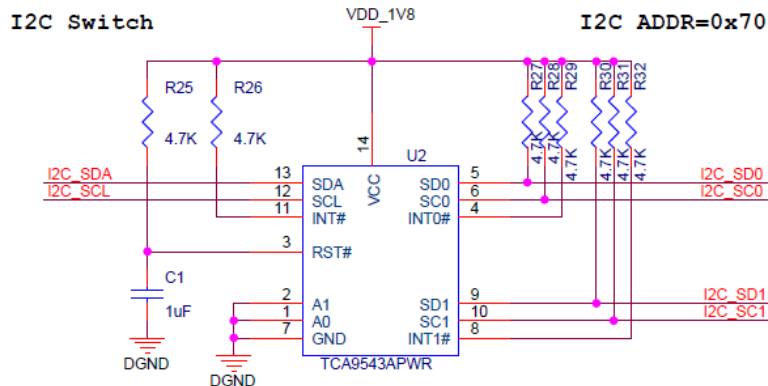 I2C Switch
VDD_1V8
I2C ADDR=0x70
R25
R26
R27
R28
R29
R30
R31
R32
4.7K
4.7K
4.7K
4.7K
4.7K
4.7K
4.7K
4.7K
14
U2
VCC
I2C_SDA
13
SDA
SD0
5
I2C_SD0
I2C_SCL
12
SCL
SC0
6
I2C_SC0
11
INT#
INT0#
4
3
RST#
C1
1uF
2
A1
SD1
9
I2C_SD1
1
A0
SC1
10
I2C_SC1
7
GND
INT1#
8
DGND
DGND
TCA9543APWR